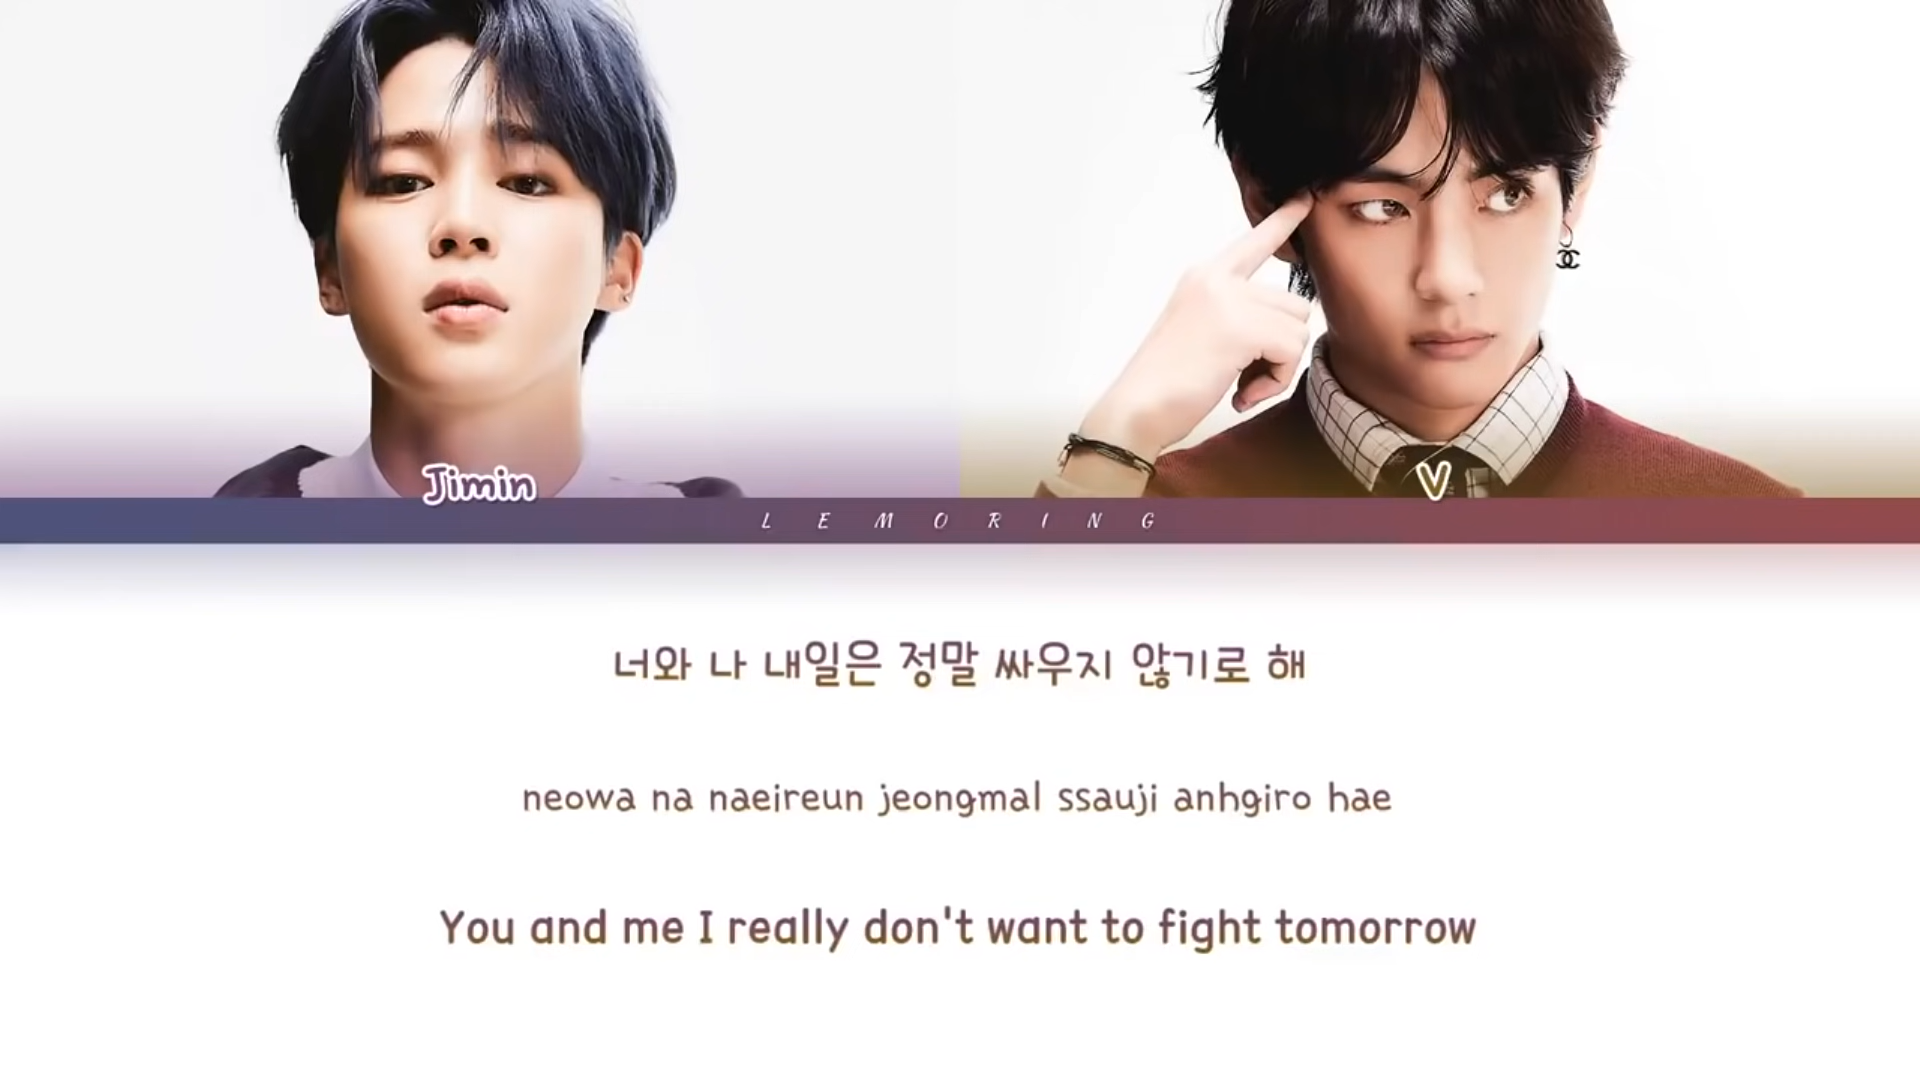 Jimin
V
LEMORING
너와 나 내일은 정말 싸우지 않기로 해
neowa na naeireun jeongmal ssauji anhgiro hae
You and me I really don't want to fight tomorrow